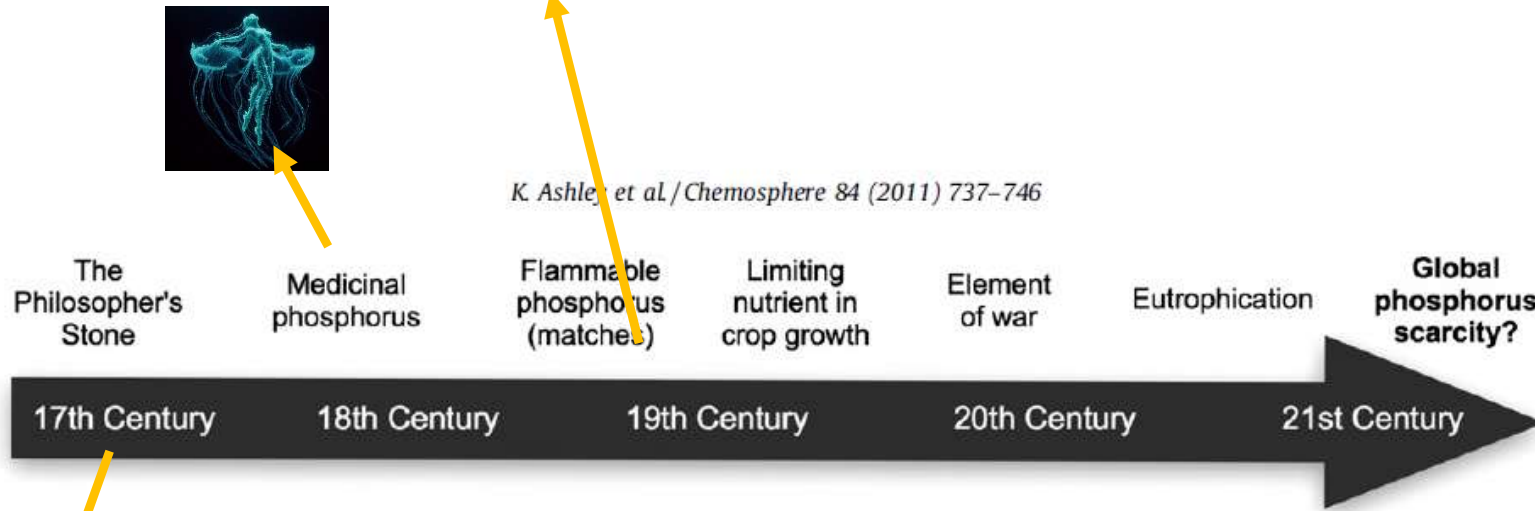 K. Ashley et al. / Chemosphere 84 (2011) 737–746
The
Philosopher's
Stone
Medicinal
phosphorus
Flammable
phosphorus
(matches)
Limiting
nutrient in
crop growth
Element
of war
Eutrophication
Global
phosphorus
scarcity?
17th Century
18th Century
19th Century
20th Century
21st Century